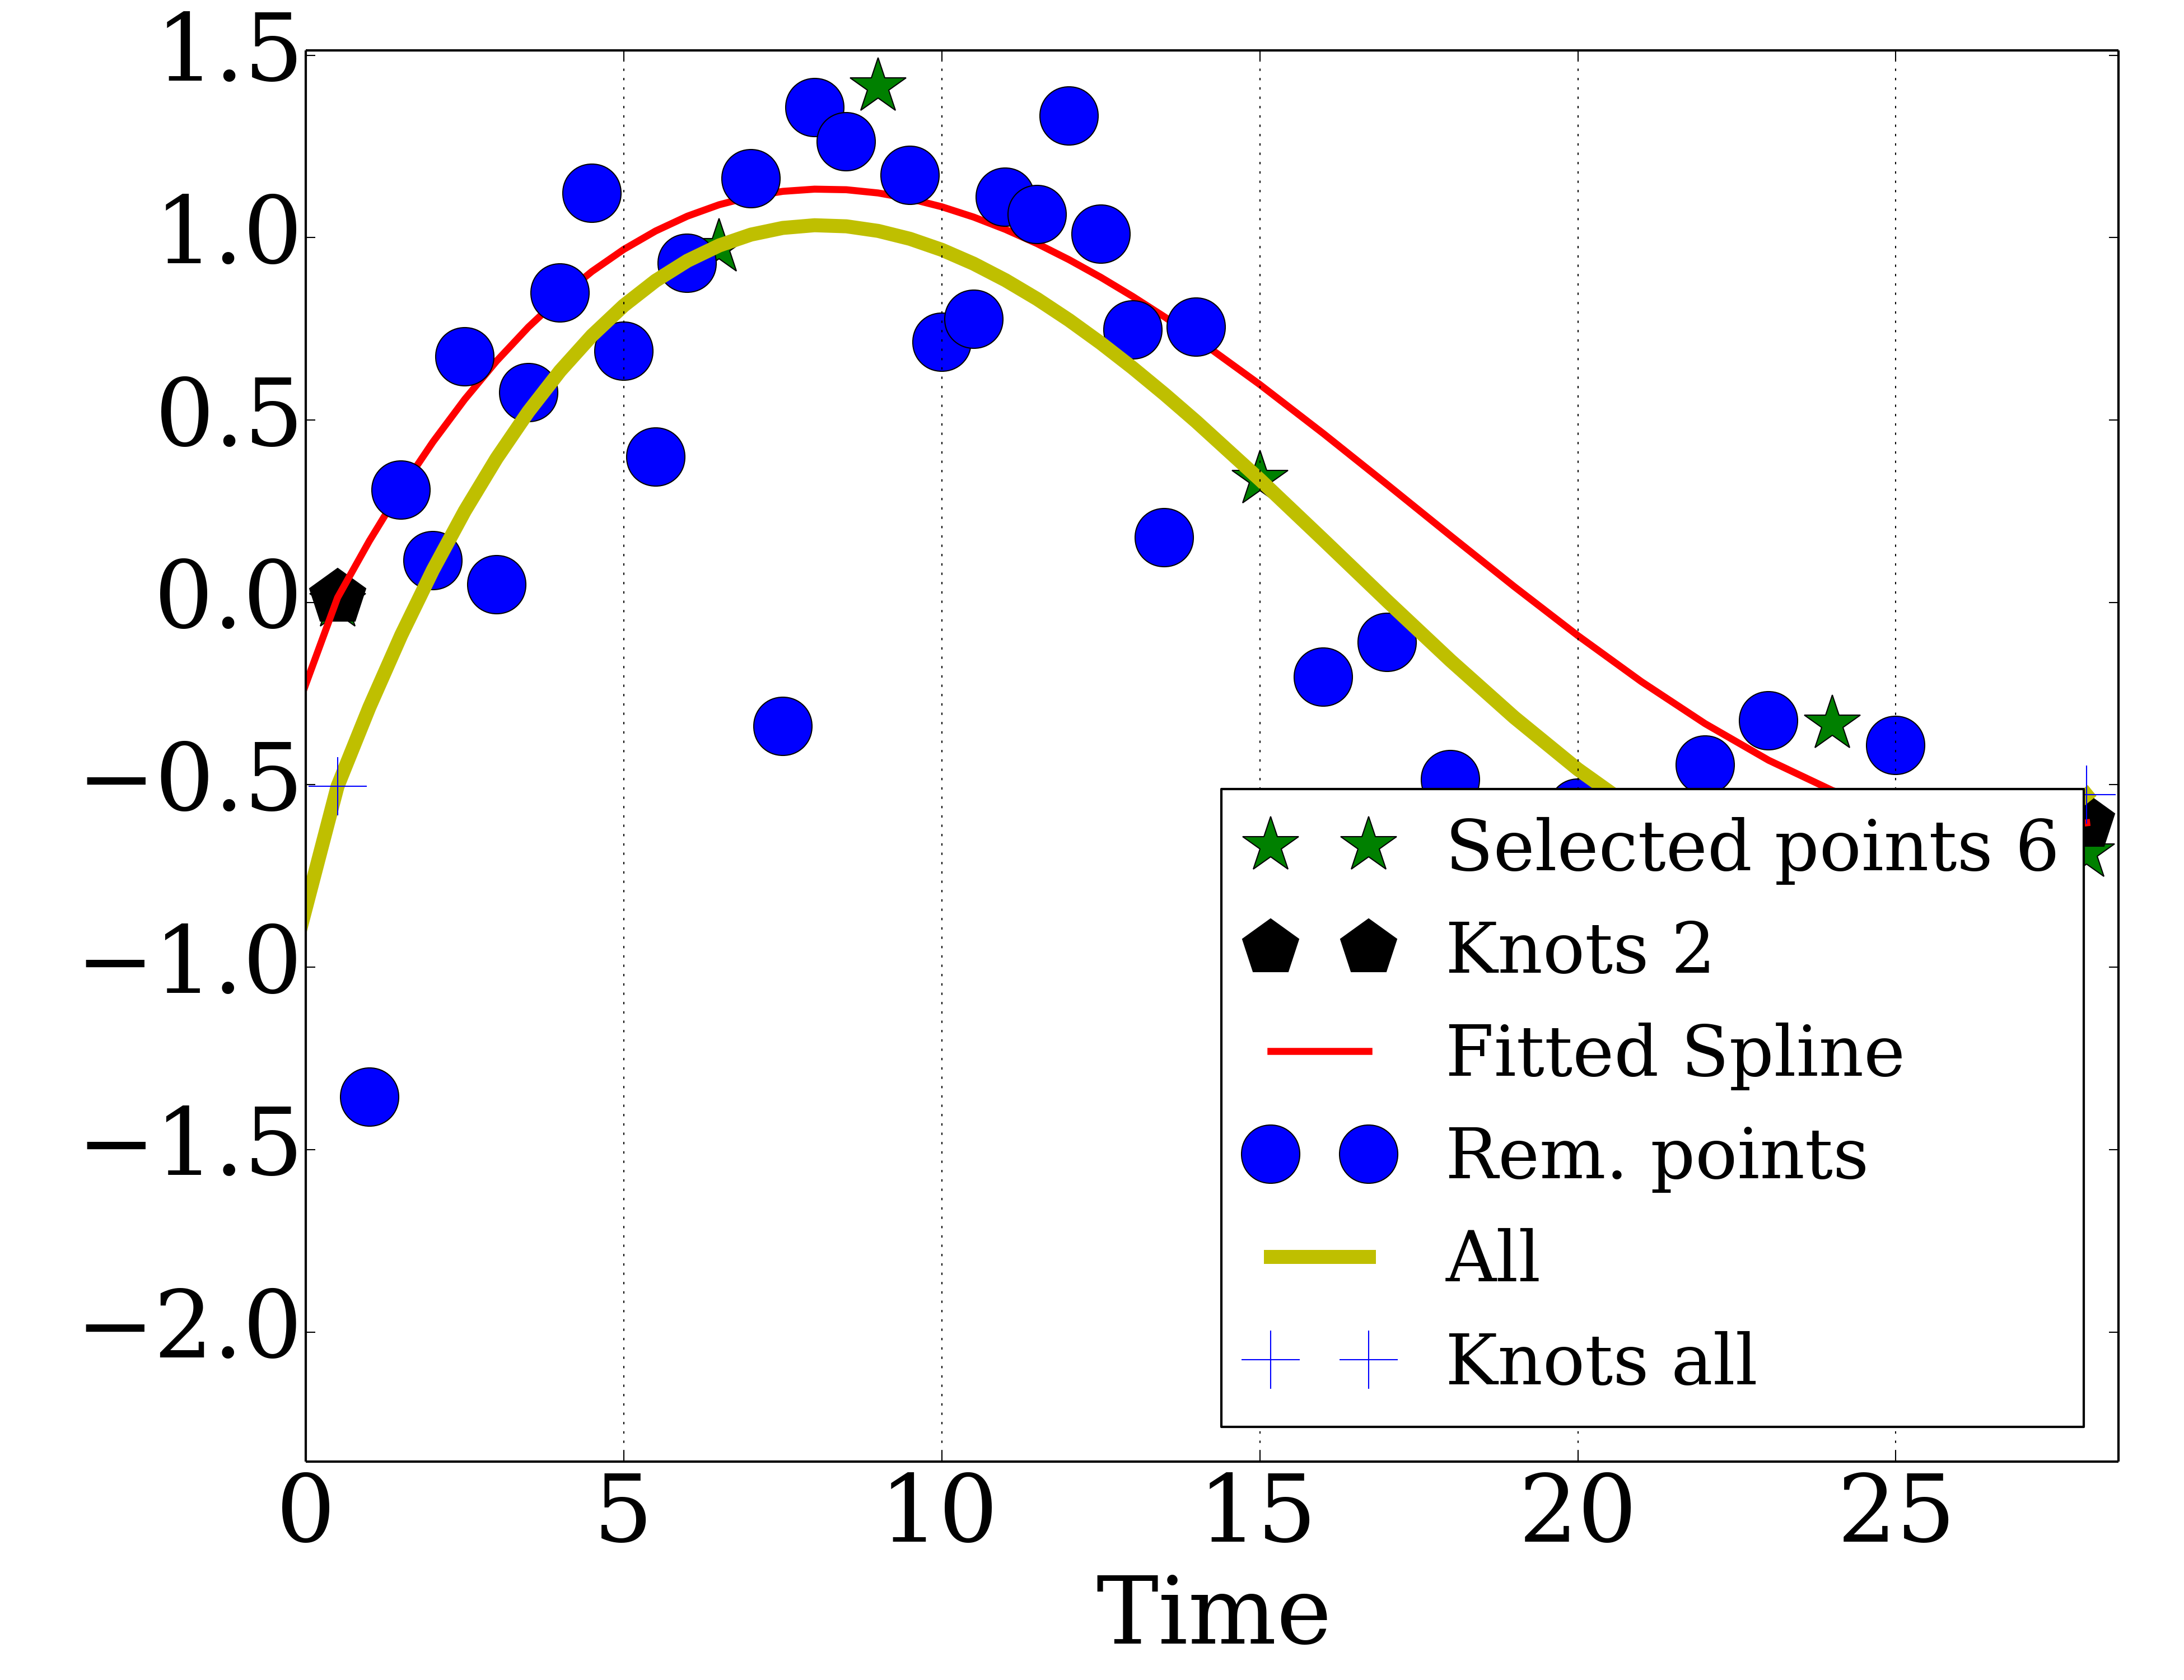 1.5
1.0
0.5
0.0
−0.5
−1.0
−1.5
−2.0
Selected points 6
Knots 2
Fitted Spline
Rem. points
All
Knots all
0 5 10 15 20 25
Time